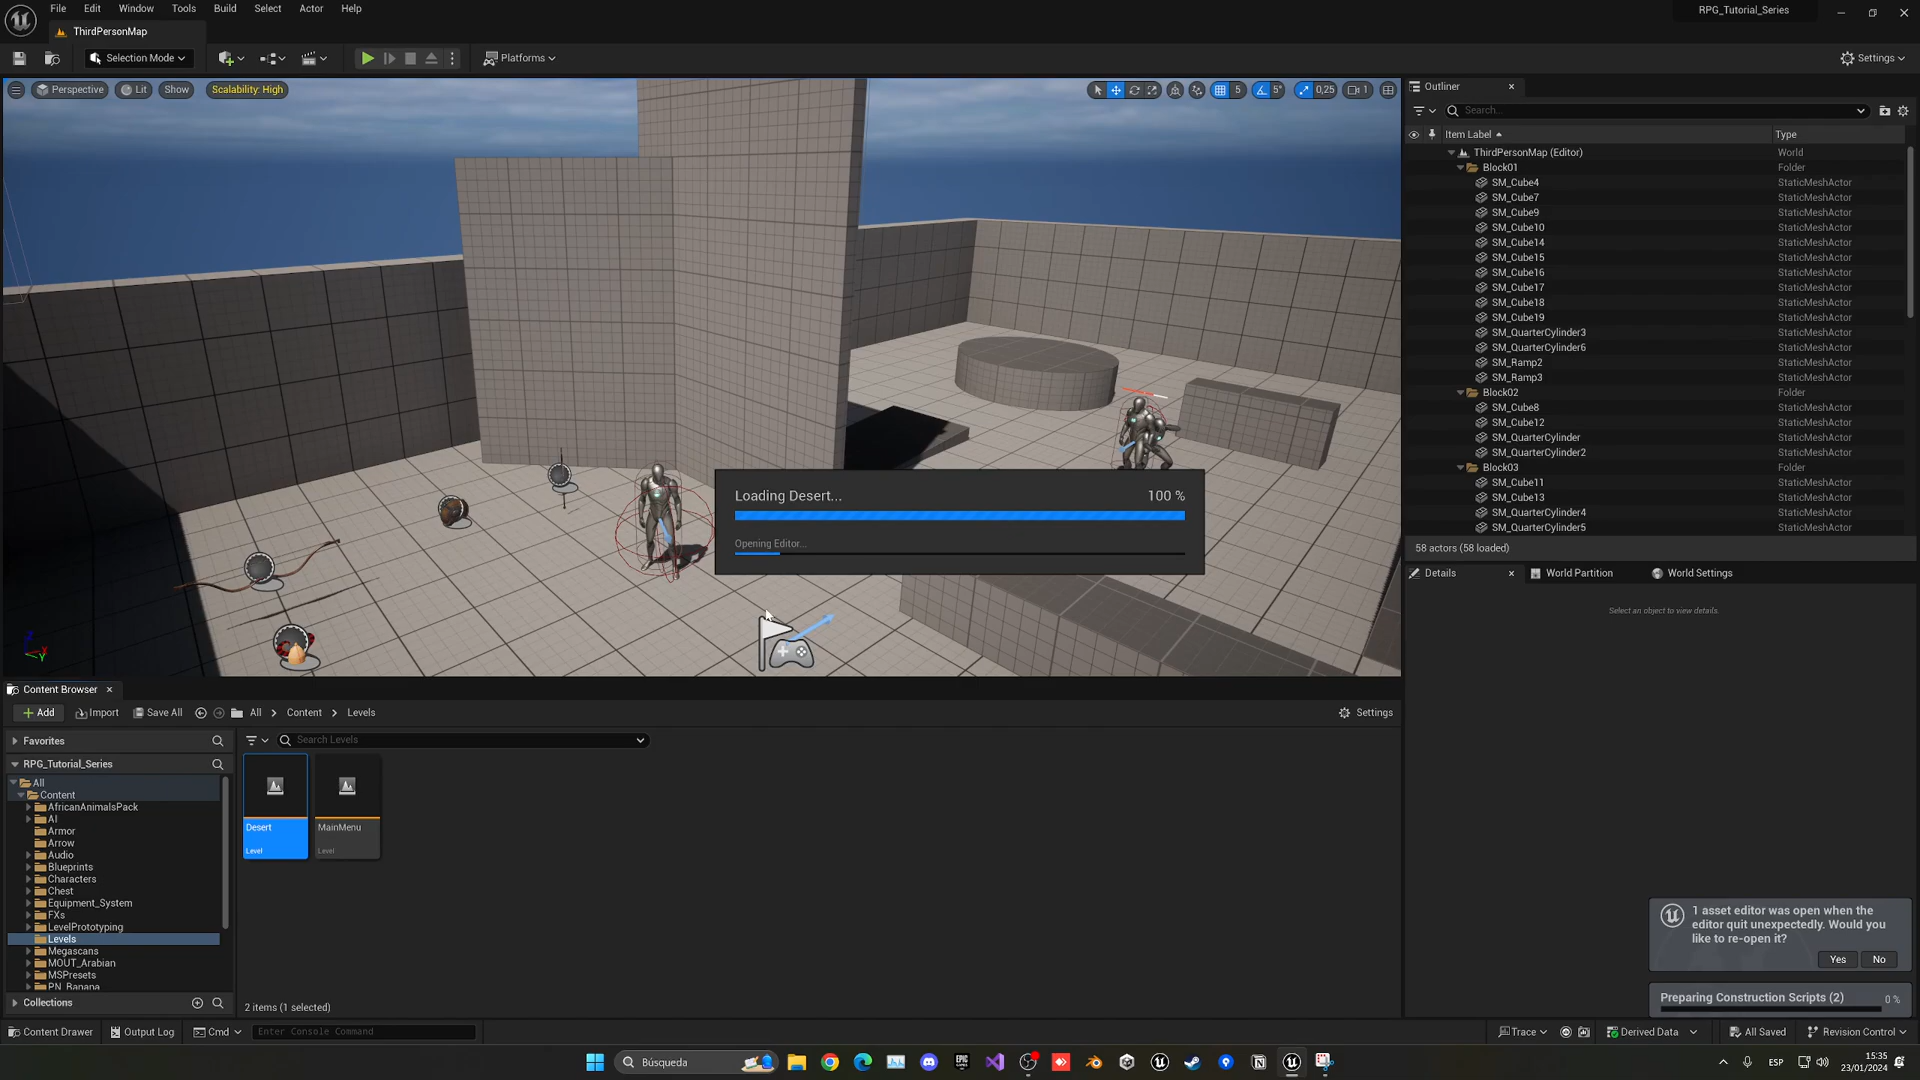 File Edit Window Tools Build Select Actor Help
RPG_Tutorial_Series
ThirdPersonMap
Selection Mode
Platforms
Settings
Perspective Lit Show Scalability: High
5 5° 0,25 1
Outliner
Search...
Item Label Type
ThirdPersonMap (Editor) World
Block01 Folder
SM_Cube4 StaticMeshActor
SM_Cube7 StaticMeshActor
SM_Cube9 StaticMeshActor
SM_Cube10 StaticMeshActor
SM_Cube14 StaticMeshActor
SM_Cube15 StaticMeshActor
SM_Cube16 StaticMeshActor
SM_Cube17 StaticMeshActor
SM_Cube18 StaticMeshActor
SM_Cube19 StaticMeshActor
SM_QuarterCylinder3 StaticMeshActor
SM_QuarterCylinder6 StaticMeshActor
SM_Ramp2 StaticMeshActor
SM_Ramp3 StaticMeshActor
Block02 Folder
SM_Cube8 StaticMeshActor
SM_Cube12 StaticMeshActor
SM_QuarterCylinder StaticMeshActor
SM_QuarterCylinder2 StaticMeshActor
Block03 Folder
SM_Cube11 StaticMeshActor
SM_Cube13 StaticMeshActor
SM_QuarterCylinder4 StaticMeshActor
SM_QuarterCylinder5 StaticMeshActor
58 actors (58 loaded)
Details World Partition World Settings
Select an object to view details.
Loading Desert... 100 %
Opening Editor...
Z X Y
Content Browser
Add Import Save All All > Content > Levels
Settings
Favorites
Search Levels
RPG_Tutorial_Series
All
Content
AfricanAnimalsPack
AI
Armor
Arrow
Audio
Blueprints
Characters
Chest
Equipment_System
FXs
LevelPrototyping
Levels
Megascans
MOUT_Arabian
MSPresets
PN_Banana
Desert
Level
MainMenu
Level
Collections
2 items (1 selected)
1 asset editor was open when the
editor quit unexpectedly. Would you
like to re-open it?
Yes No
Preparing Construction Scripts (2) 0 %
Content Drawer Output Log Cmd Enter Console Command
Trace Derived Data All Saved Revision Control
Búsqueda
EPIC GAMES
ESP
15:35
23/01/2024